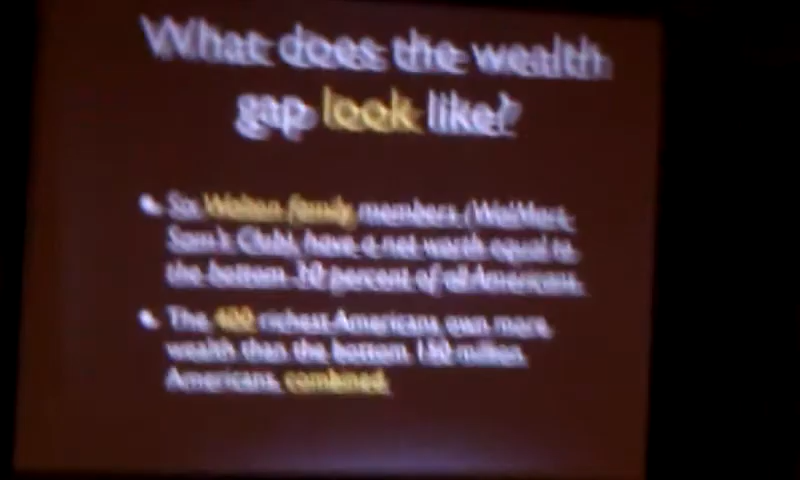 What does the wealth
gap look like?
Six Walton family members (WalMart,
Sam's Club), have a net worth equal to
the bottom 30 percent of all Americans.
The 400 richest Americans own more
wealth than the bottom 150 million
Americans combined.